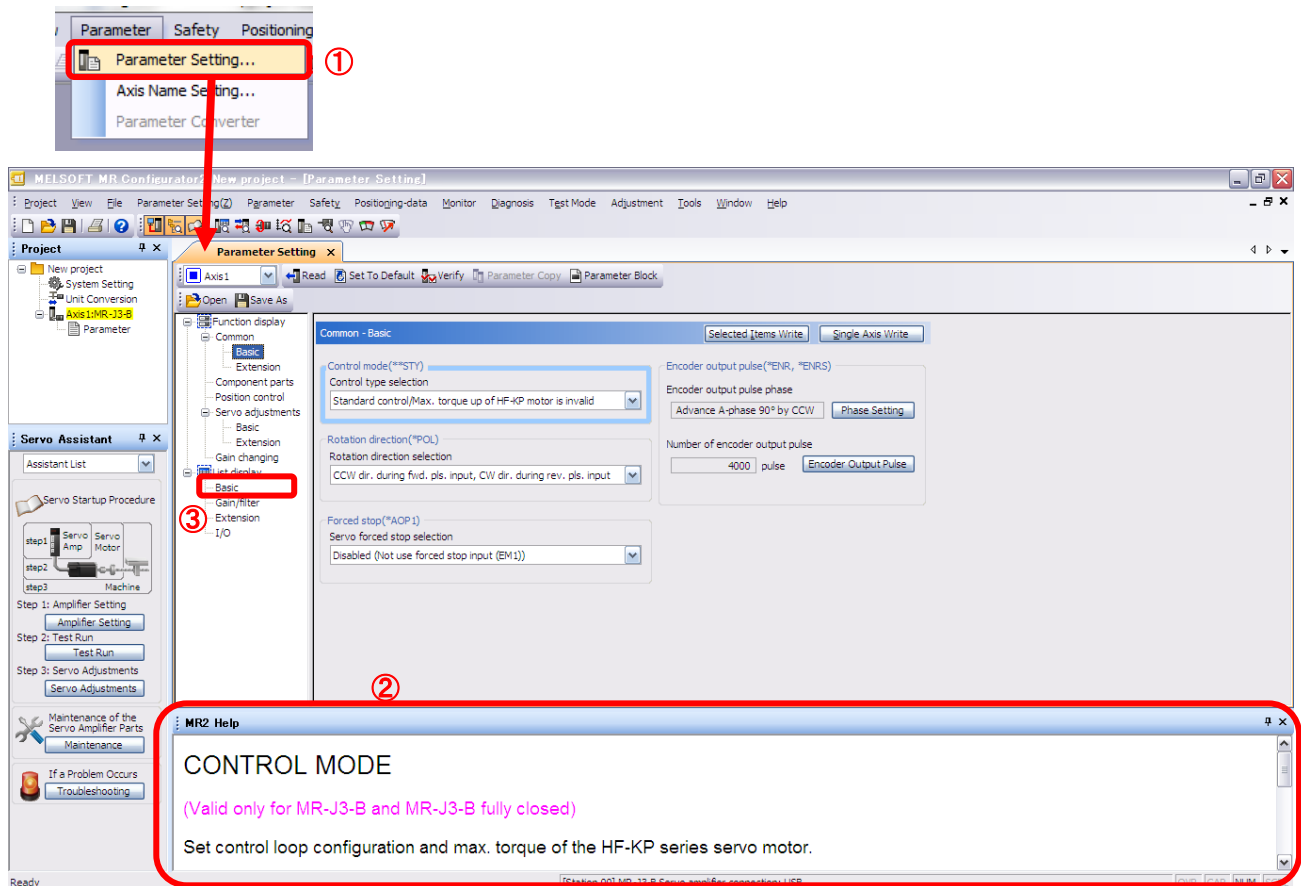 Parameter Safety Positioning
Parameter Setting...
①
Axis Name Setting...
Parameter Converter
MELSOFT MR Configurator2 New project - [Parameter Setting]
Project View File Parameter Setting(Z) Parameter Safety Positioning-data Monitor Diagnosis Test Mode Adjustment Tools Window Help
Project
New project
System Setting
Unit Conversion
Axis1:MR-J3-B
Parameter
Servo Assistant
Assistant List
Servo Startup Procedure
step1 Servo Amp Servo Motor
step2
step3 Machine
Step 1: Amplifier Setting
Amplifier Setting
Step 2: Test Run
Test Run
Step 3: Servo Adjustments
Servo Adjustments
Maintenance of the Servo Amplifier Parts
Maintenance
If a Problem Occurs
Troubleshooting
Parameter Setting
Axis1 Read Set To Default Verify Parameter Copy Parameter Block
Open Save As
Function display
Common
Basic
Extension
Component parts
Position control
Servo adjustments
Basic
Extension
Gain changing
List display
Basic
Gain/filter
③
Extension
I/O
Common - Basic
Selected Items Write Single Axis Write
Control mode(**STY)
Control type selection
Standard control/Max. torque up of HF-KP motor is invalid
Rotation direction(*POL)
Rotation direction selection
CCW dir. during fwd. pls. input, CW dir. during rev. pls. input
Forced stop(*AOP1)
Servo forced stop selection
Disabled (Not use forced stop input (EM1))
Encoder output pulse(*ENR, *ENRS)
Encoder output pulse phase
Advance A-phase 90° by CCW Phase Setting
Number of encoder output pulse
4000 pulse Encoder Output Pulse
②
MR2 Help
CONTROL MODE
(Valid only for MR-J3-B and MR-J3-B fully closed)
Set control loop configuration and max. torque of the HF-KP series servo motor.
Ready
[Station 00] MR-J3-B Servo amplifier connection: USB
OVR CAP NUM